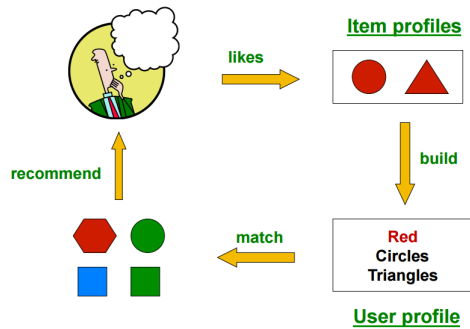 Item profiles
likes
build
recommend
match
Red
Circles
Triangles
User profile